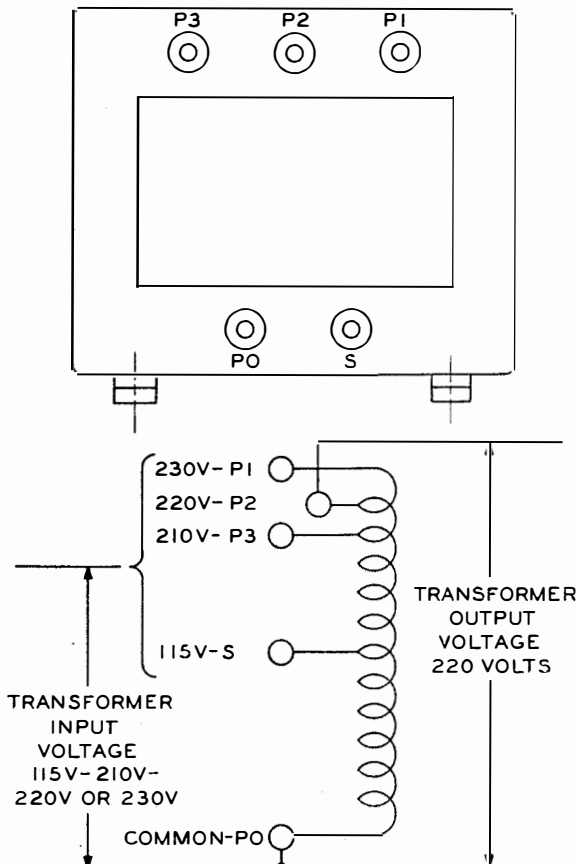 P3 P2 P1
PO S
230V-P1
220V-P2
210V-P3
115V-S
TRANSFORMER
OUTPUT
VOLTAGE
220 VOLTS
TRANSFORMER
INPUT
VOLTAGE
115V-210V-
220V OR 230V
COMMON-PO